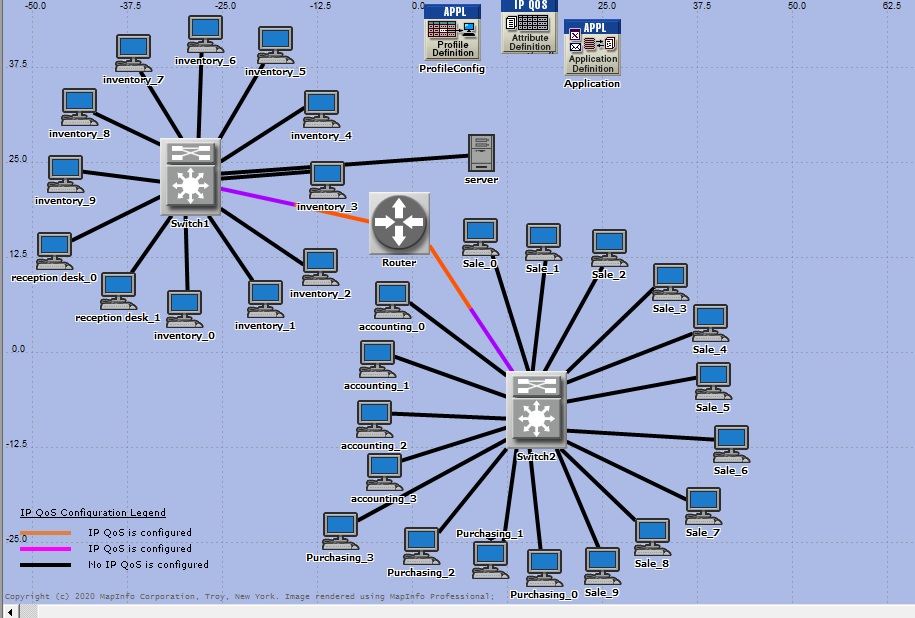 -50.0
-37.5
-25.0
-12.5
0.0
25.0
37.5
50.0
62.5
APPL
Profile
Definition
ProfileConfig
IP QOS
Attribute
Definition
APPL
Application
Definition
Application
37.5
25.0
12.5
0.0
-12.5
-25.0
inventory_6
inventory_5
inventory_7
inventory_4
inventory_8
server
inventory_9
inventory_3
Switch1
Router
Sale_0
Sale_1
Sale_2
reception desk_0
inventory_2
Sale_3
reception desk_1
inventory_1
accounting_0
inventory_0
Sale_4
accounting_1
Sale_5
accounting_2
Switch2
Sale_6
accounting_3
Sale_7
Purchasing_1
Purchasing_3
Sale_8
Purchasing_2
Purchasing_0
Sale_9
IP QoS Configuration Legend
IP QoS is configured
IP QoS is configured
No IP QoS is configured
Copyright (c) 2020 MapInfo Corporation, Troy, New York. Image rendered using MapInfo Professional;